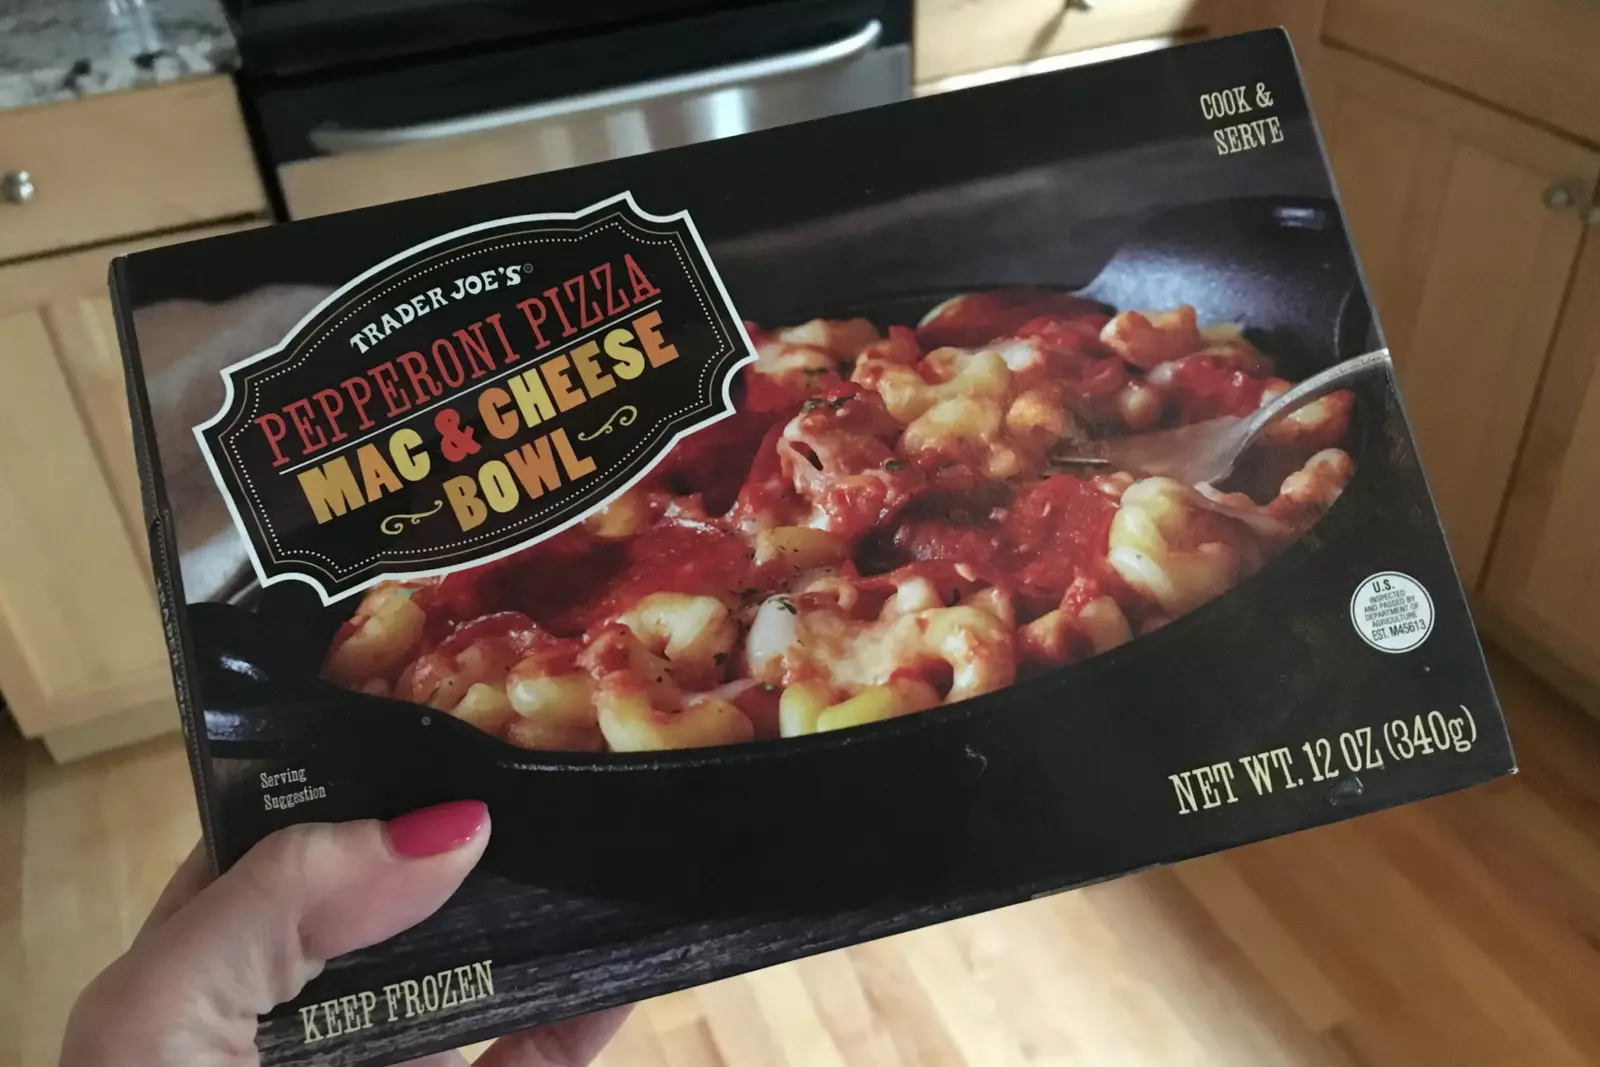 COOK &
SERVE
TRADER JOE'S®
PEPPERONI PIZZA
MAC & CHEESE
BOWL
U.S.
INSPECTED
AND PASSED BY
DEPARTMENT OF
AGRICULTURE
EST. M45613
Serving
Suggestion
NET WT. 12 OZ (340g)
KEEP FROZEN